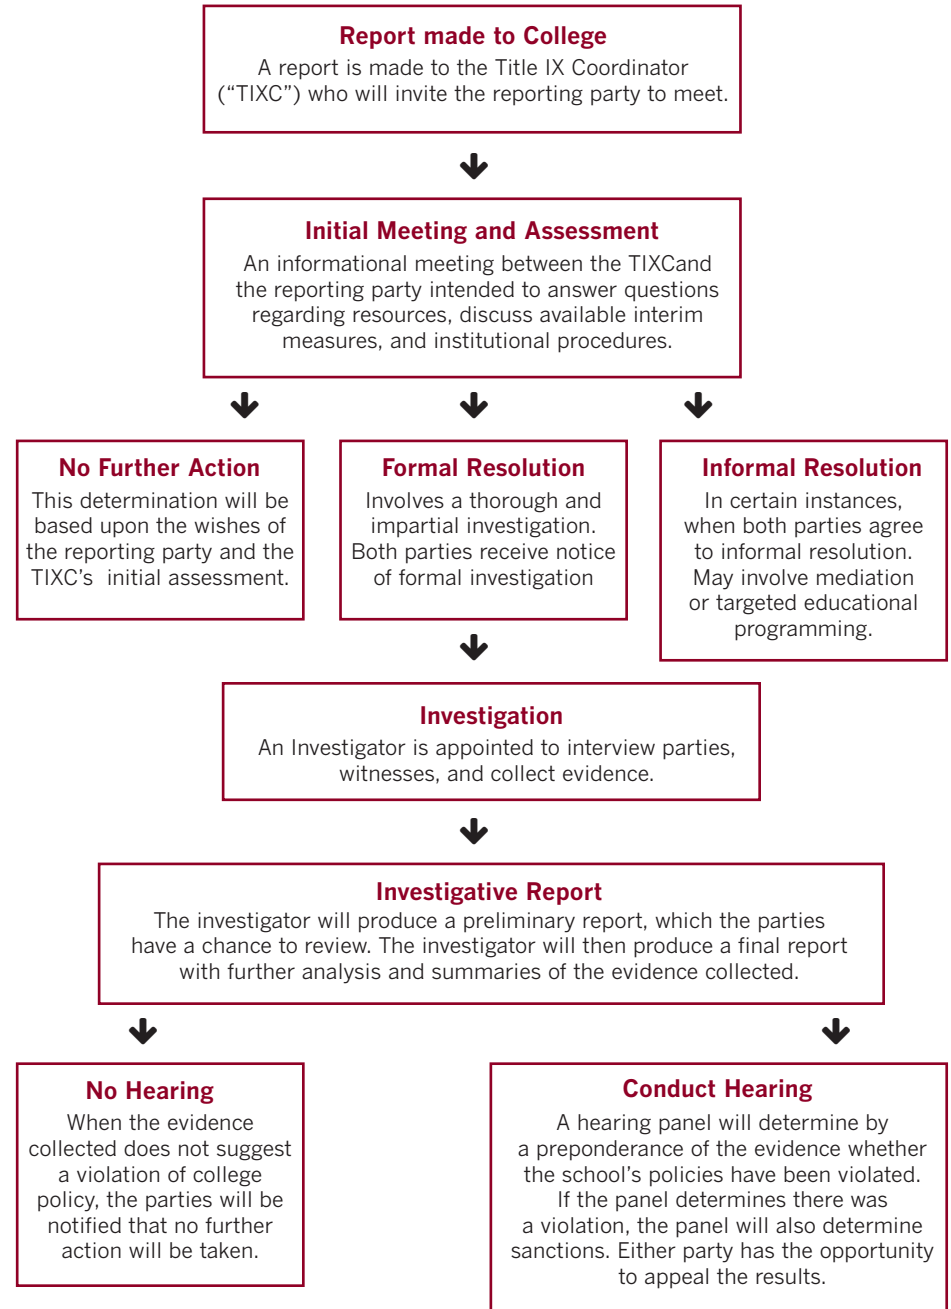 Report made to College
A report is made to the Title IX Coordinator
(“TIXC”) who will invite the reporting party to meet.
Initial Meeting and Assessment
An informational meeting between the TIXCand
the reporting party intended to answer questions
regarding resources, discuss available interim
measures, and institutional procedures.
No Further Action
This determination will be
based upon the wishes of
the reporting party and the
TIXC’s initial assessment.
Formal Resolution
Involves a thorough and
impartial investigation.
Both parties receive notice
of formal investigation
Informal Resolution
In certain instances,
when both parties agree
to informal resolution.
May involve mediation
or targeted educational
programming.
Investigation
An Investigator is appointed to interview parties,
witnesses, and collect evidence.
Investigative Report
The investigator will produce a preliminary report, which the parties
have a chance to review. The investigator will then produce a final report
with further analysis and summaries of the evidence collected.
No Hearing
When the evidence
collected does not suggest
a violation of college
policy, the parties will be
notified that no further
action will be taken.
Conduct Hearing
A hearing panel will determine by
a preponderance of the evidence whether
the school’s policies have been violated.
If the panel determines there was
a violation, the panel will also determine
sanctions. Either party has the opportunity
to appeal the results.